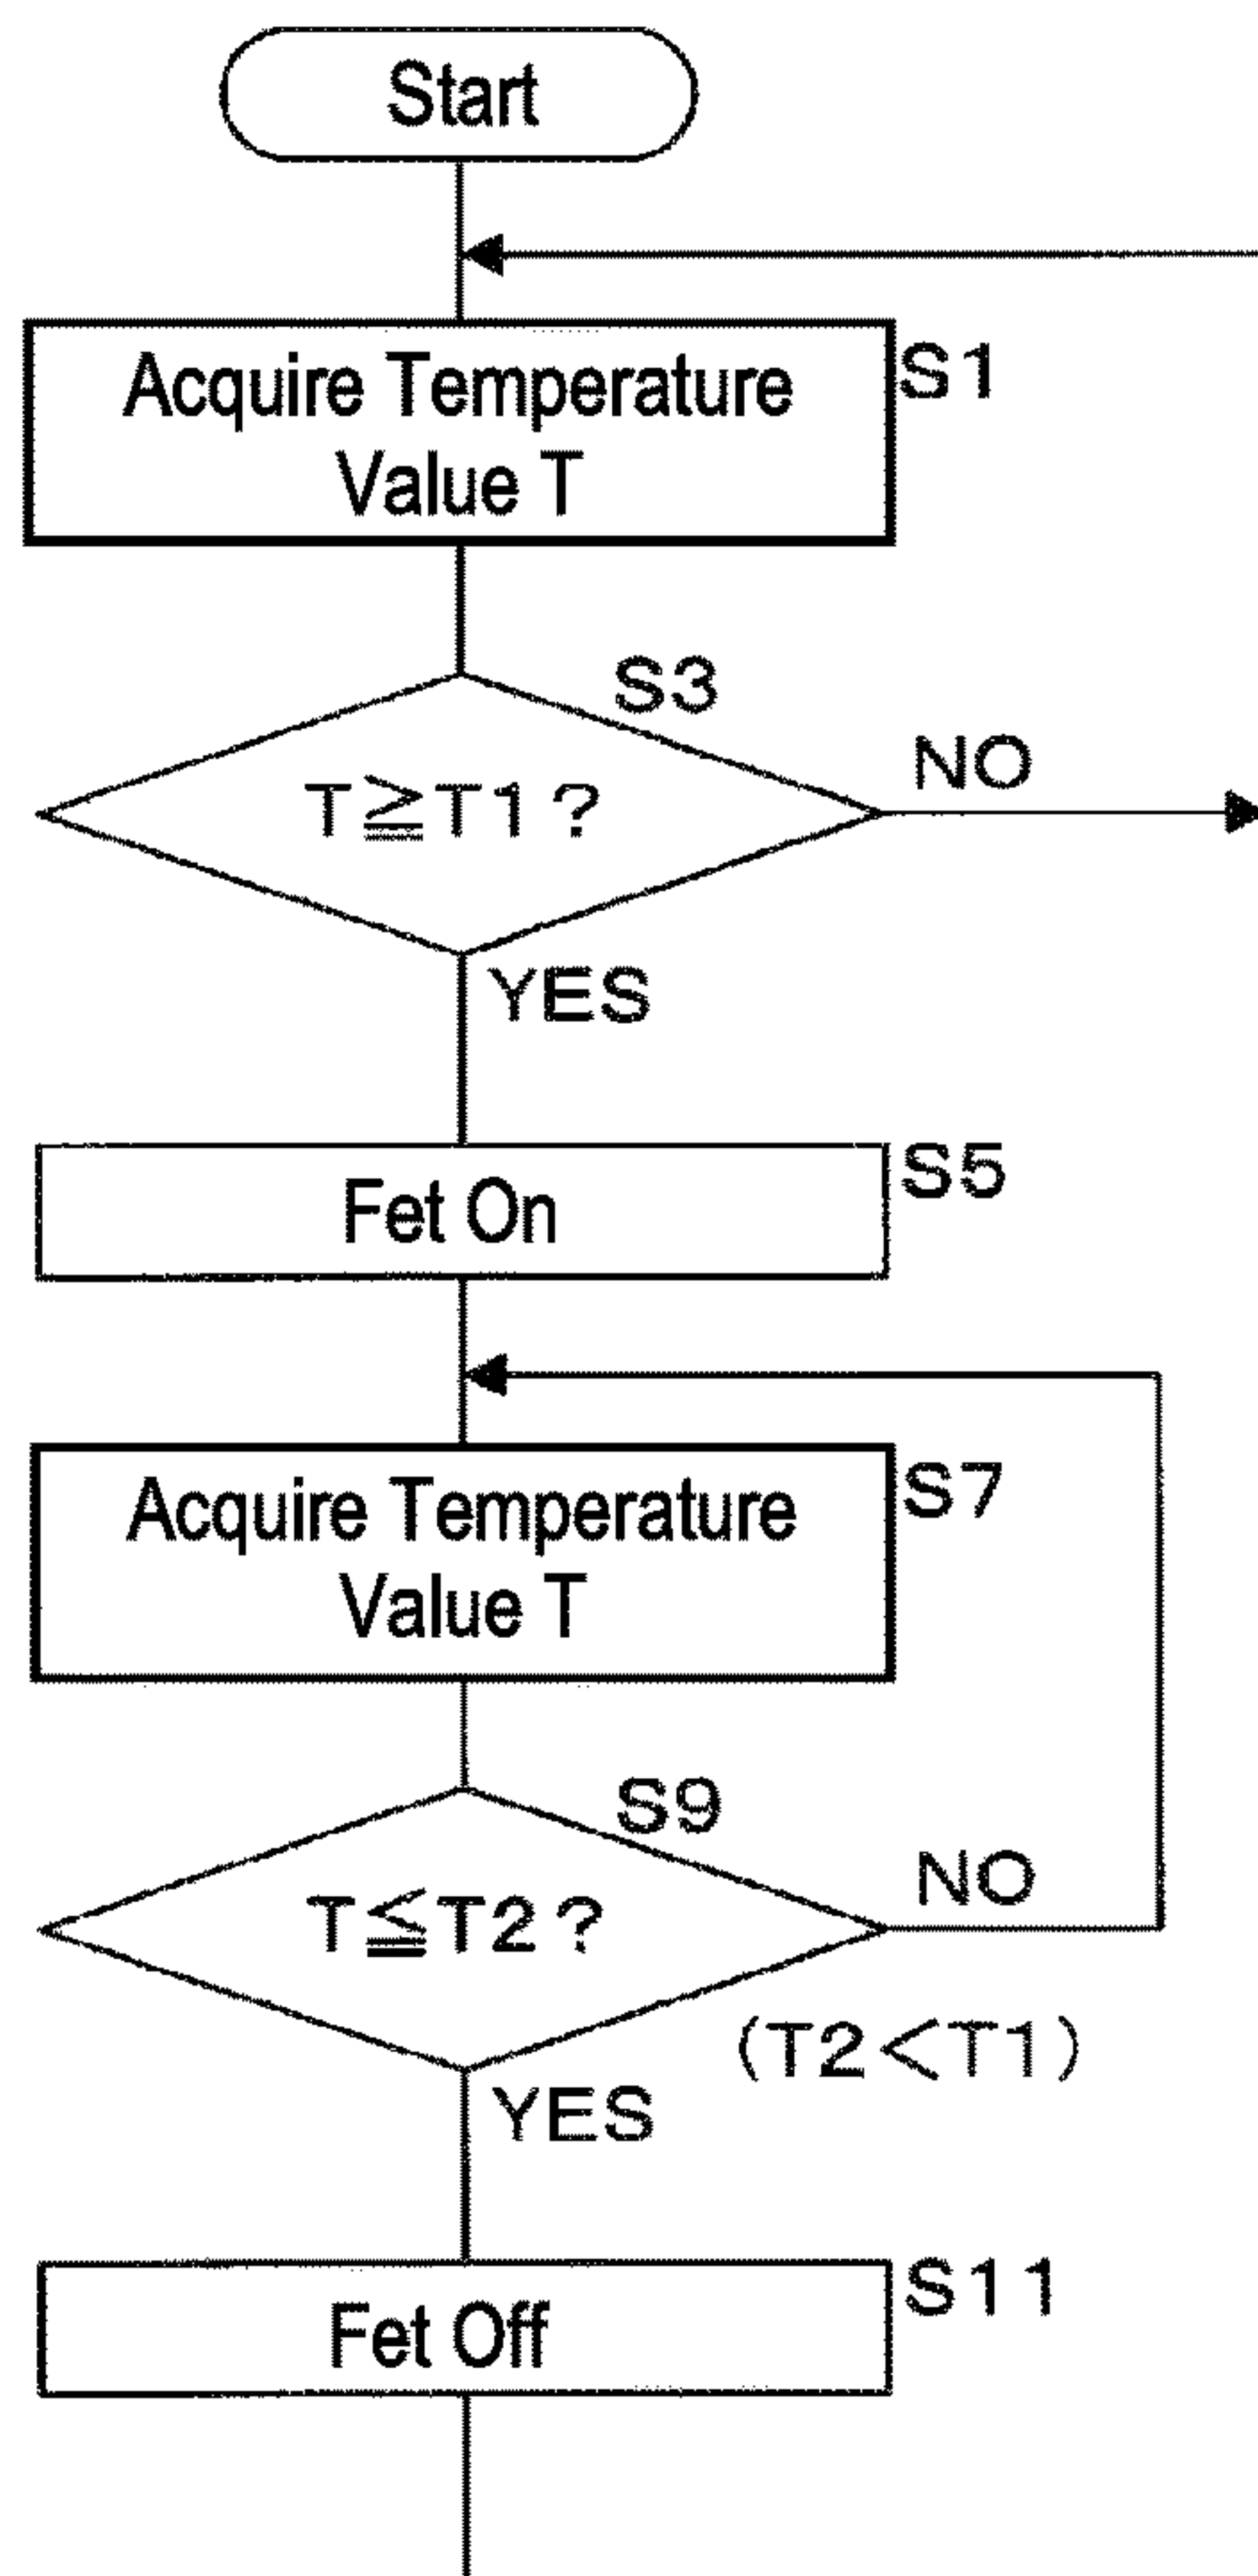 Start
Acquire Temperature
Value T
S1
S3
T≧T1?
NO
YES
Fet On
S5
Acquire Temperature
Value T
S7
S9
T≦T2?
NO
(T2<T1)
YES
Fet Off
S11